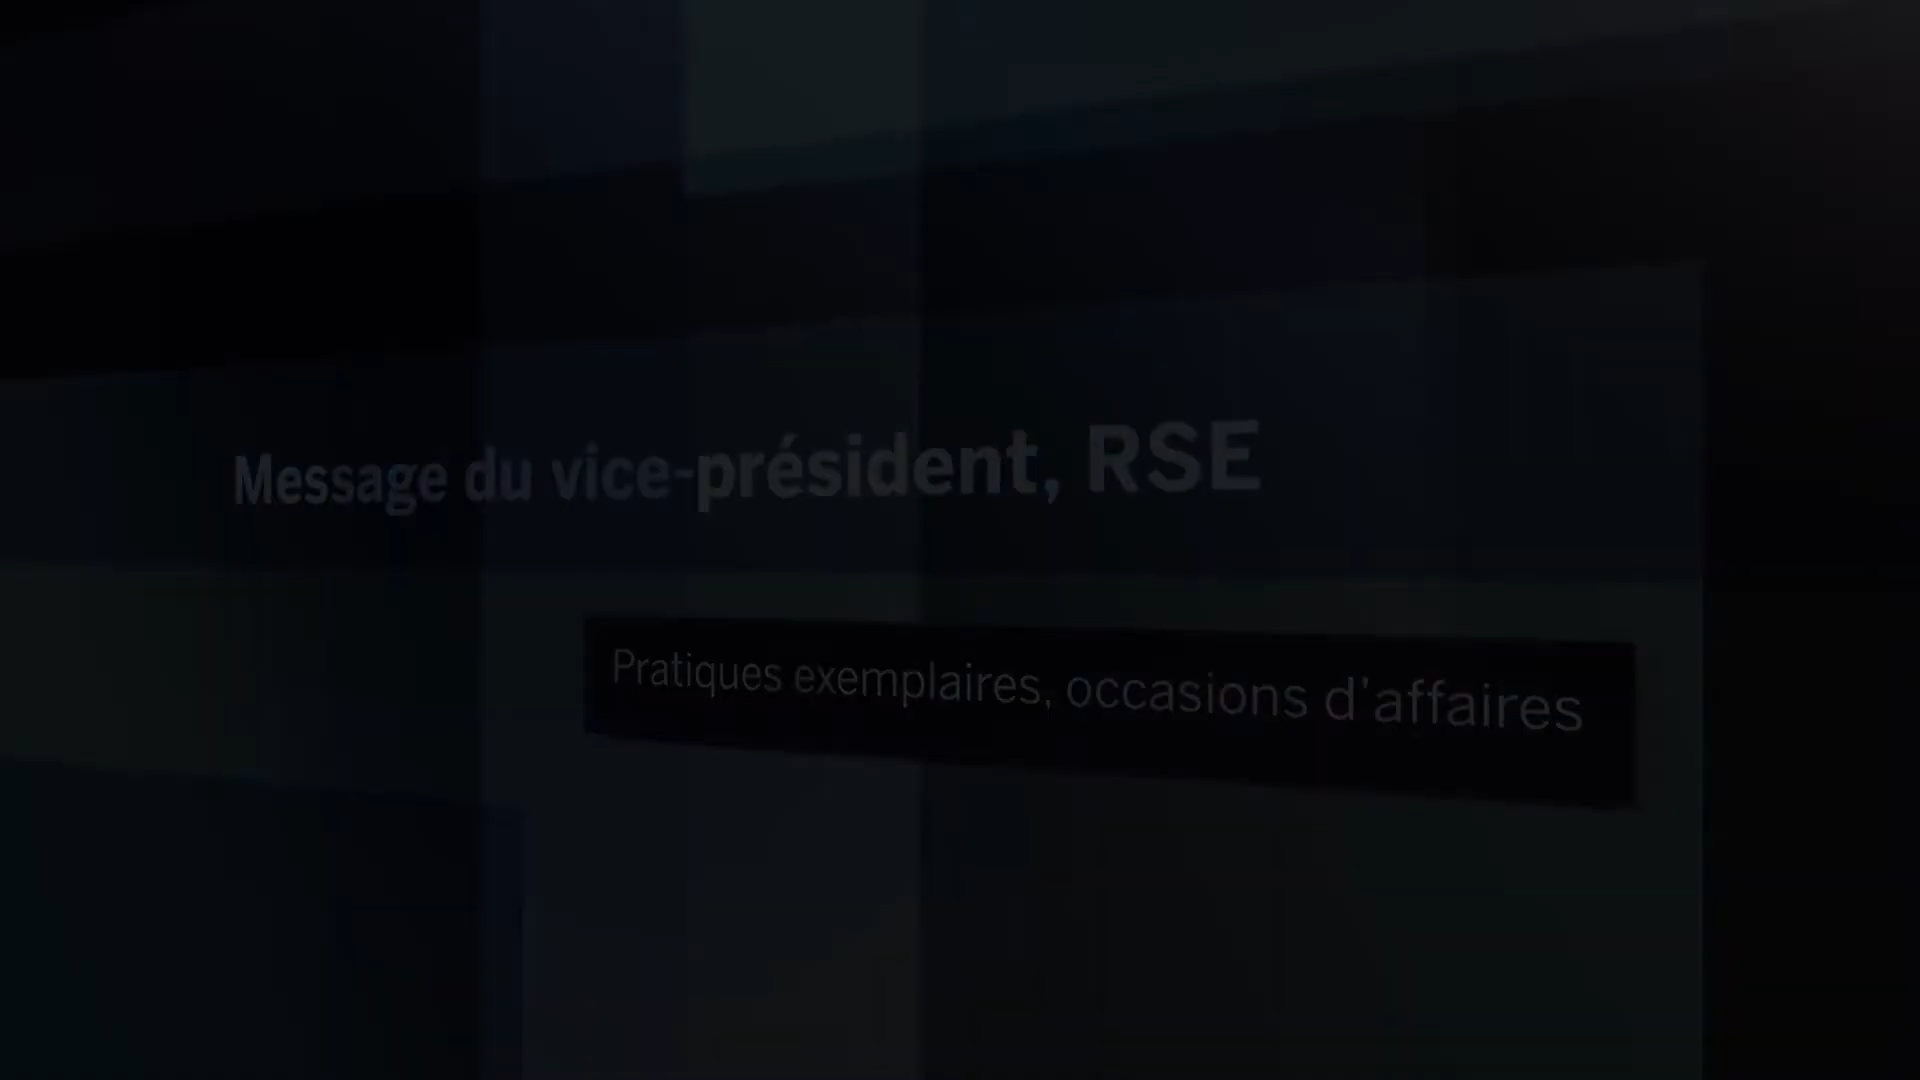 Message du vice-président, RSE
Pratiques exemplaires, occasions d'affaires